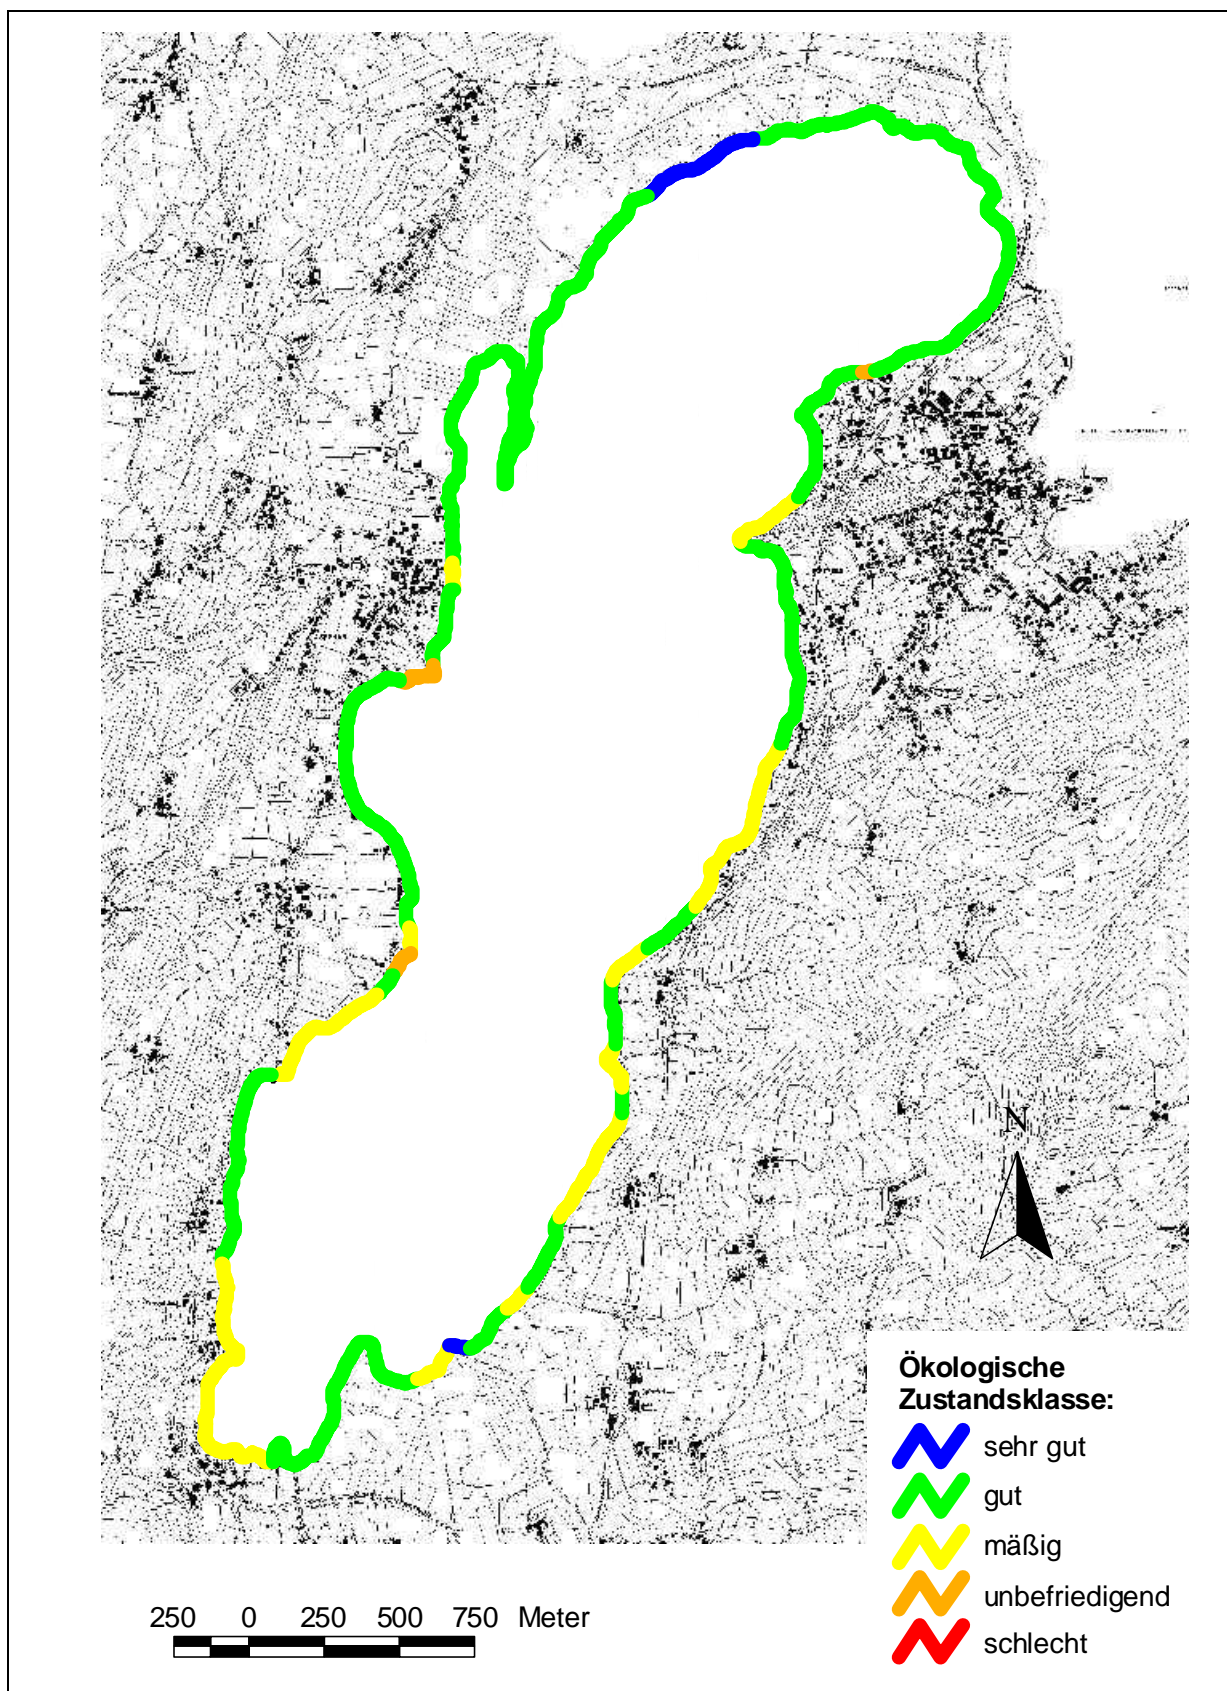 N
Ökologische
Zustandsklasse:
sehr gut
gut
mäßig
unbefriedigend
schlecht
250 0 250 500 750 Meter